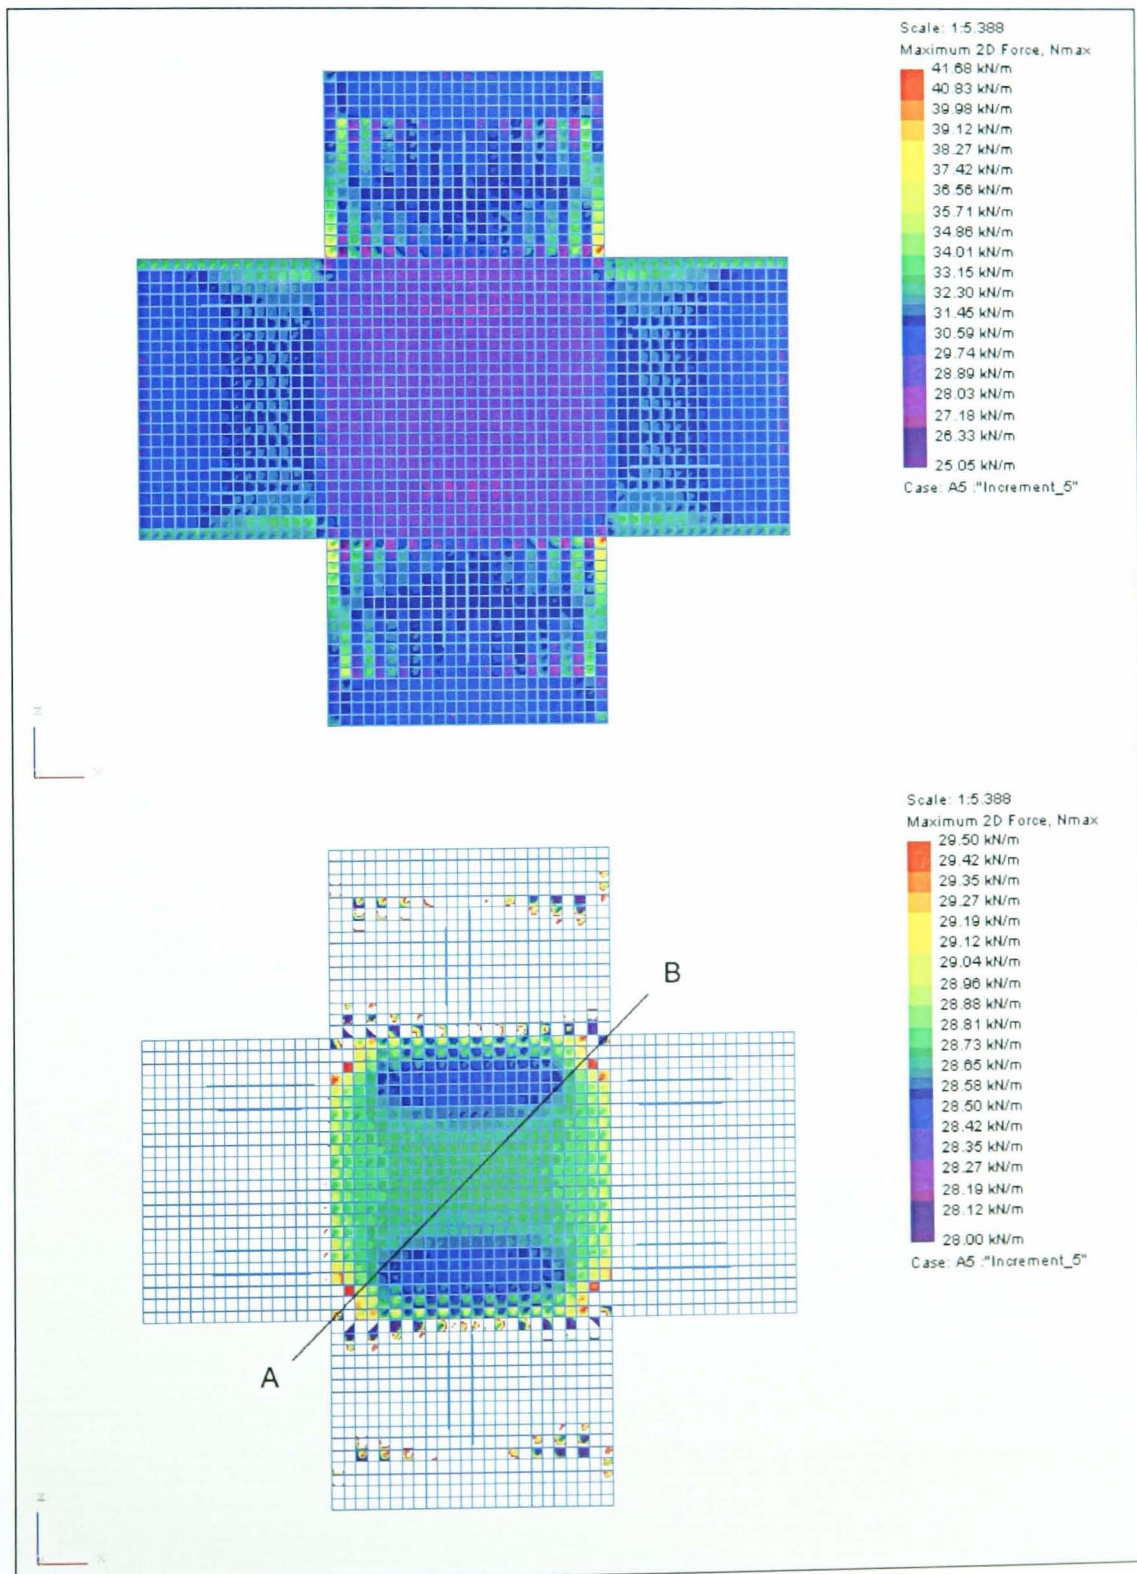 Scale: 1:5.388
Maximum 2D Force, Nmax
41.68 kN/m
40.83 kN/m
39.98 kN/m
39.12 kN/m
38.27 kN/m
37.42 kN/m
36.56 kN/m
35.71 kN/m
34.86 kN/m
34.01 kN/m
33.15 kN/m
32.30 kN/m
31.45 kN/m
30.59 kN/m
29.74 kN/m
28.89 kN/m
28.03 kN/m
27.18 kN/m
26.33 kN/m
25.05 kN/m
Case: A5 :"Increment_5"
z
x
Scale: 1:5.388
Maximum 2D Force, Nmax
29.50 kN/m
29.42 kN/m
29.35 kN/m
29.27 kN/m
29.19 kN/m
29.12 kN/m
29.04 kN/m
28.96 kN/m
28.88 kN/m
28.81 kN/m
28.73 kN/m
28.65 kN/m
28.58 kN/m
28.50 kN/m
28.42 kN/m
28.35 kN/m
28.27 kN/m
28.19 kN/m
28.12 kN/m
28.00 kN/m
Case: A5 :"Increment_5"
B
A
z
x